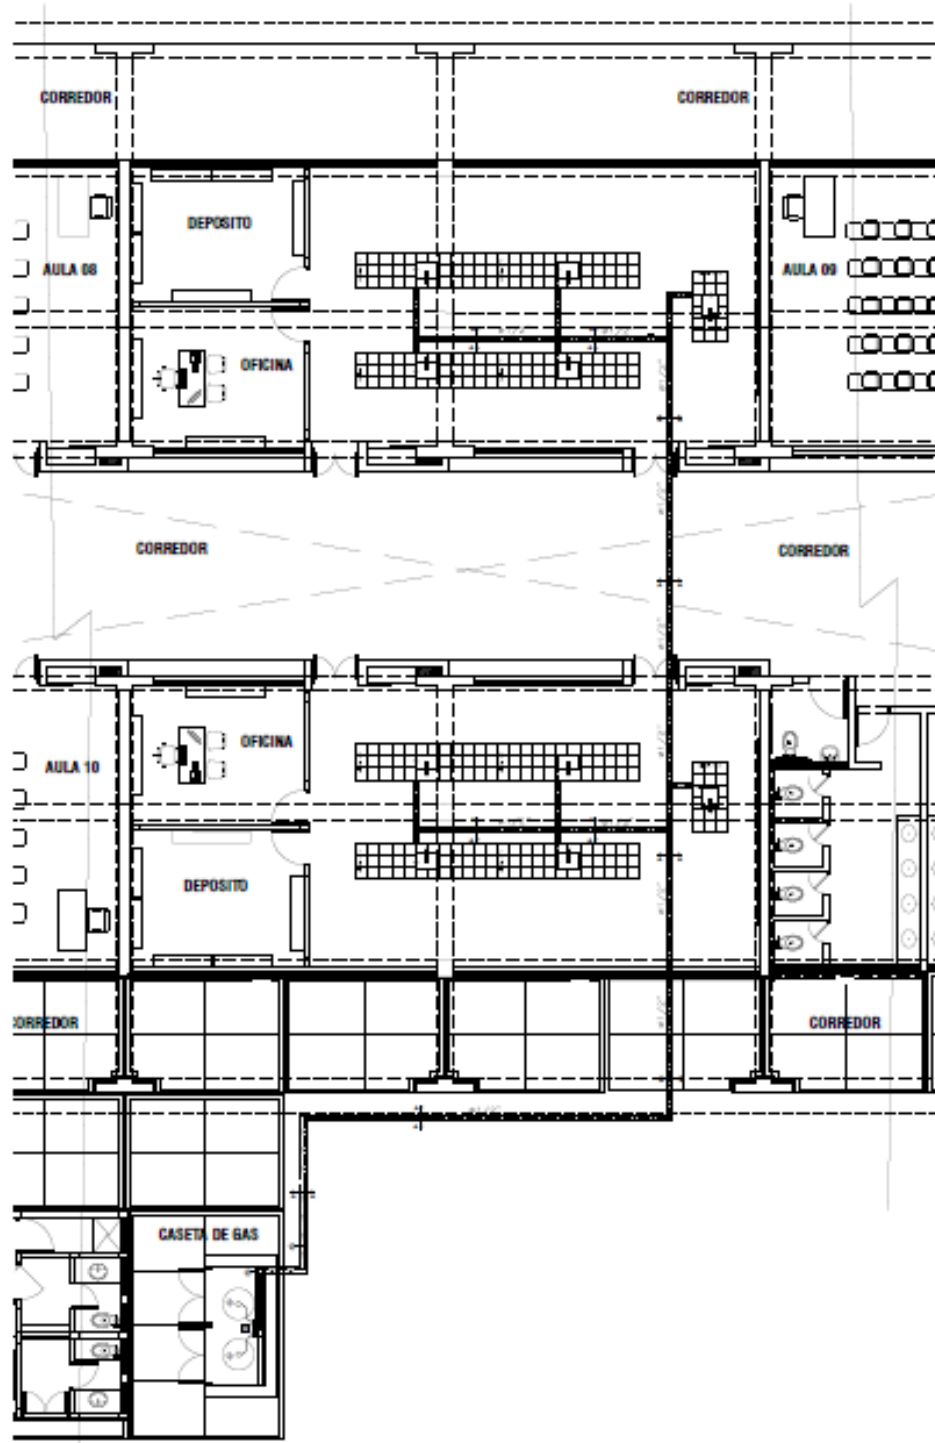 CORREDOR
CORREDOR
DEPOSITO
AULA 08
AULA 09
OFICINA
CORREDOR
CORREDOR
OFICINA
AULA 10
DEPOSITO
CORREDOR
CORREDOR
CASETA DE GAS